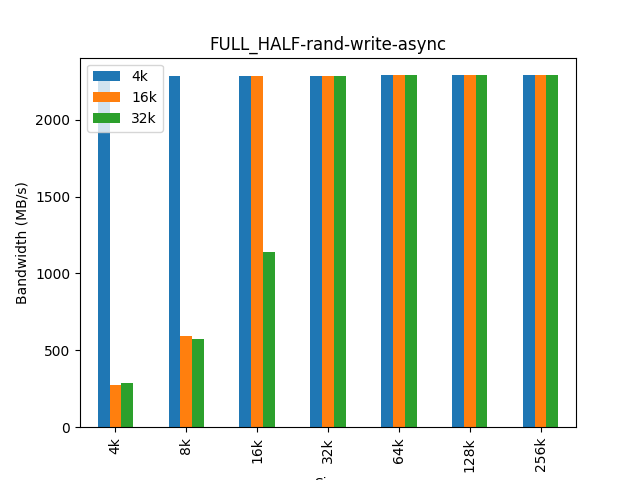 FULL_HALF-rand-write-async
4k
16k
32k
Bandwidth (MB/s)
2000
1500
1000
500
0
4k
8k
16k
32k
64k
128k
256k